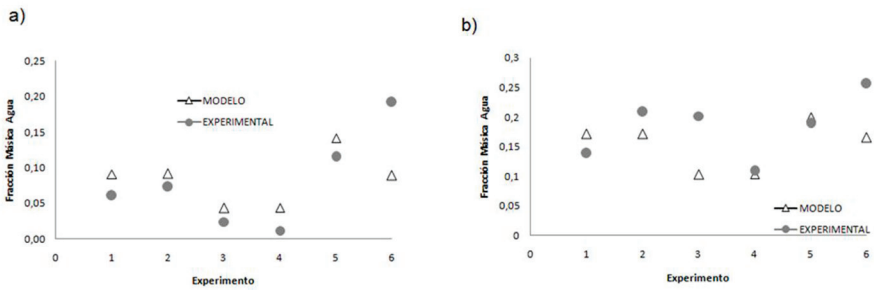 a)
0,25
0,20
0,15
0,10
0,05
0,00
Fracción Másica Agua
MODELO
EXPERIMENTAL
0 1 2 3 4 5 6
Experimento
b)
0,3
0,25
0,2
0,15
0,1
0,05
0
Fracción Másica Agua
MODELO
EXPERIMENTAL
0 1 2 3 4 5 6
Experimento